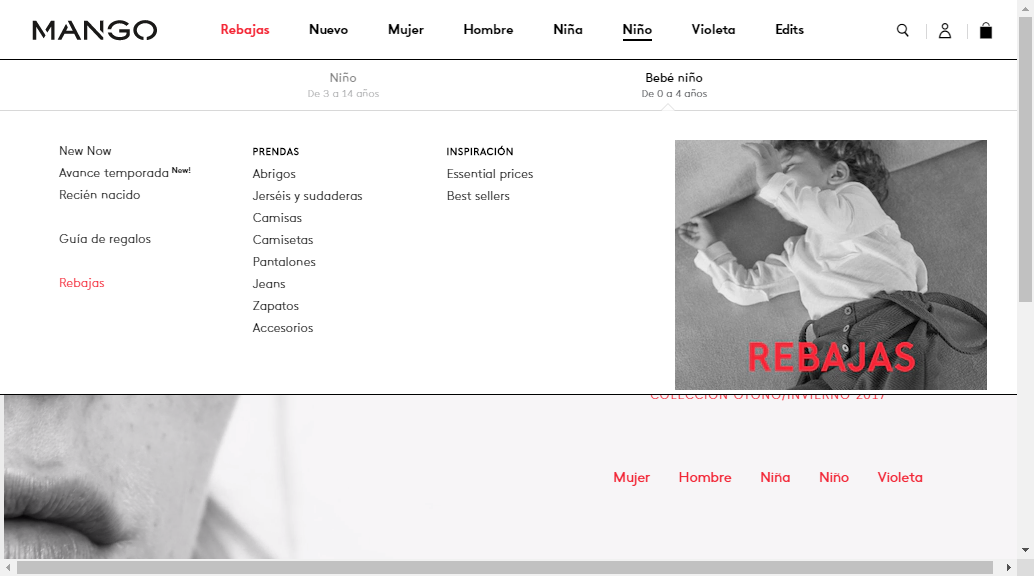 MANGO
Rebajas Nuevo Mujer Hombre Niña Niño Violeta Edits
Niño
De 3 a 14 años
Bebé niño
De 0 a 4 años
New Now
Avance temporada New!
Recién nacido
Guía de regalos
Rebajas
PRENDAS
Abrigos
Jerséis y sudaderas
Camisas
Camisetas
Pantalones
Jeans
Zapatos
Accesorios
INSPIRACIÓN
Essential prices
Best sellers
REBAJAS
COLECCIÓN OTOÑO/INVIERNO 2017
Mujer Hombre Niña Niño Violeta